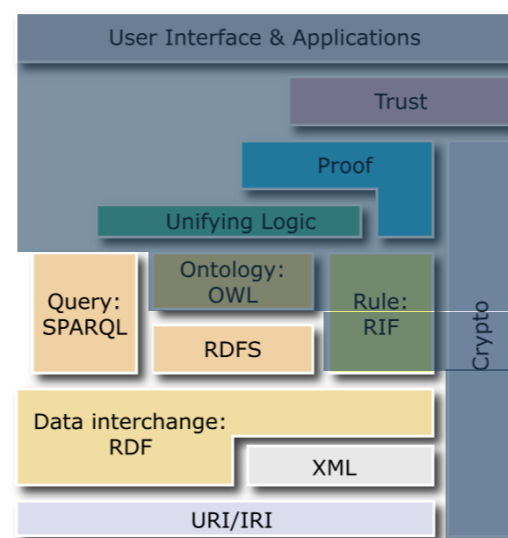 User Interface & Applications
Trust
Proof
Unifying Logic
Query:
SPARQL
Ontology:
OWL
Rule:
RIF
RDFS
Crypto
Data interchange:
RDF
XML
URI/IRI